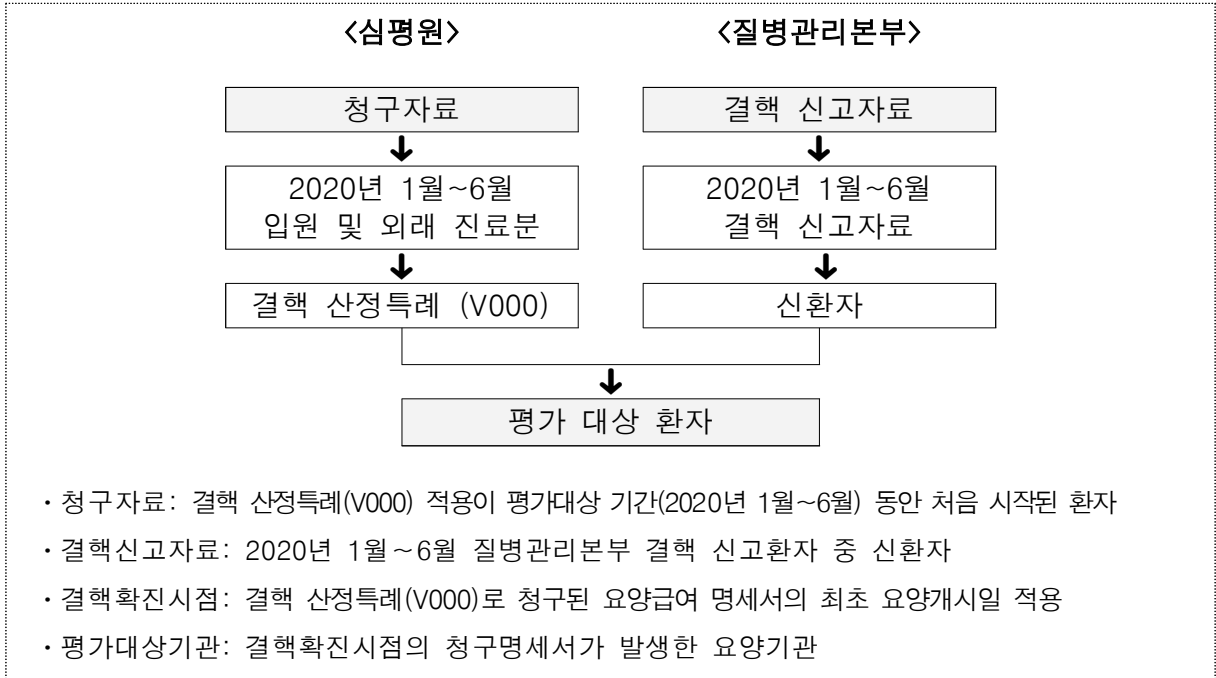 <심평원>
<질병관리본부>
청구자료
결핵 신고자료
2020년 1월~6월
입원 및 외래 진료분
2020년 1월~6월
결핵 신고자료
결핵 산정특례 (V000)
신환자
평가 대상 환자
· 청구자료: 결핵 산정특례(V000) 적용이 평가대상 기간(2020년 1월~6월) 동안 처음 시작된 환자
· 결핵신고자료: 2020년 1월~6월 질병관리본부 결핵 신고환자 중 신환자
· 결핵확진시점: 결핵 산정특례(V000)로 청구된 요양급여 명세서의 최초 요양개시일 적용
· 평가대상기관: 결핵확진시점의 청구명세서가 발생한 요양기관